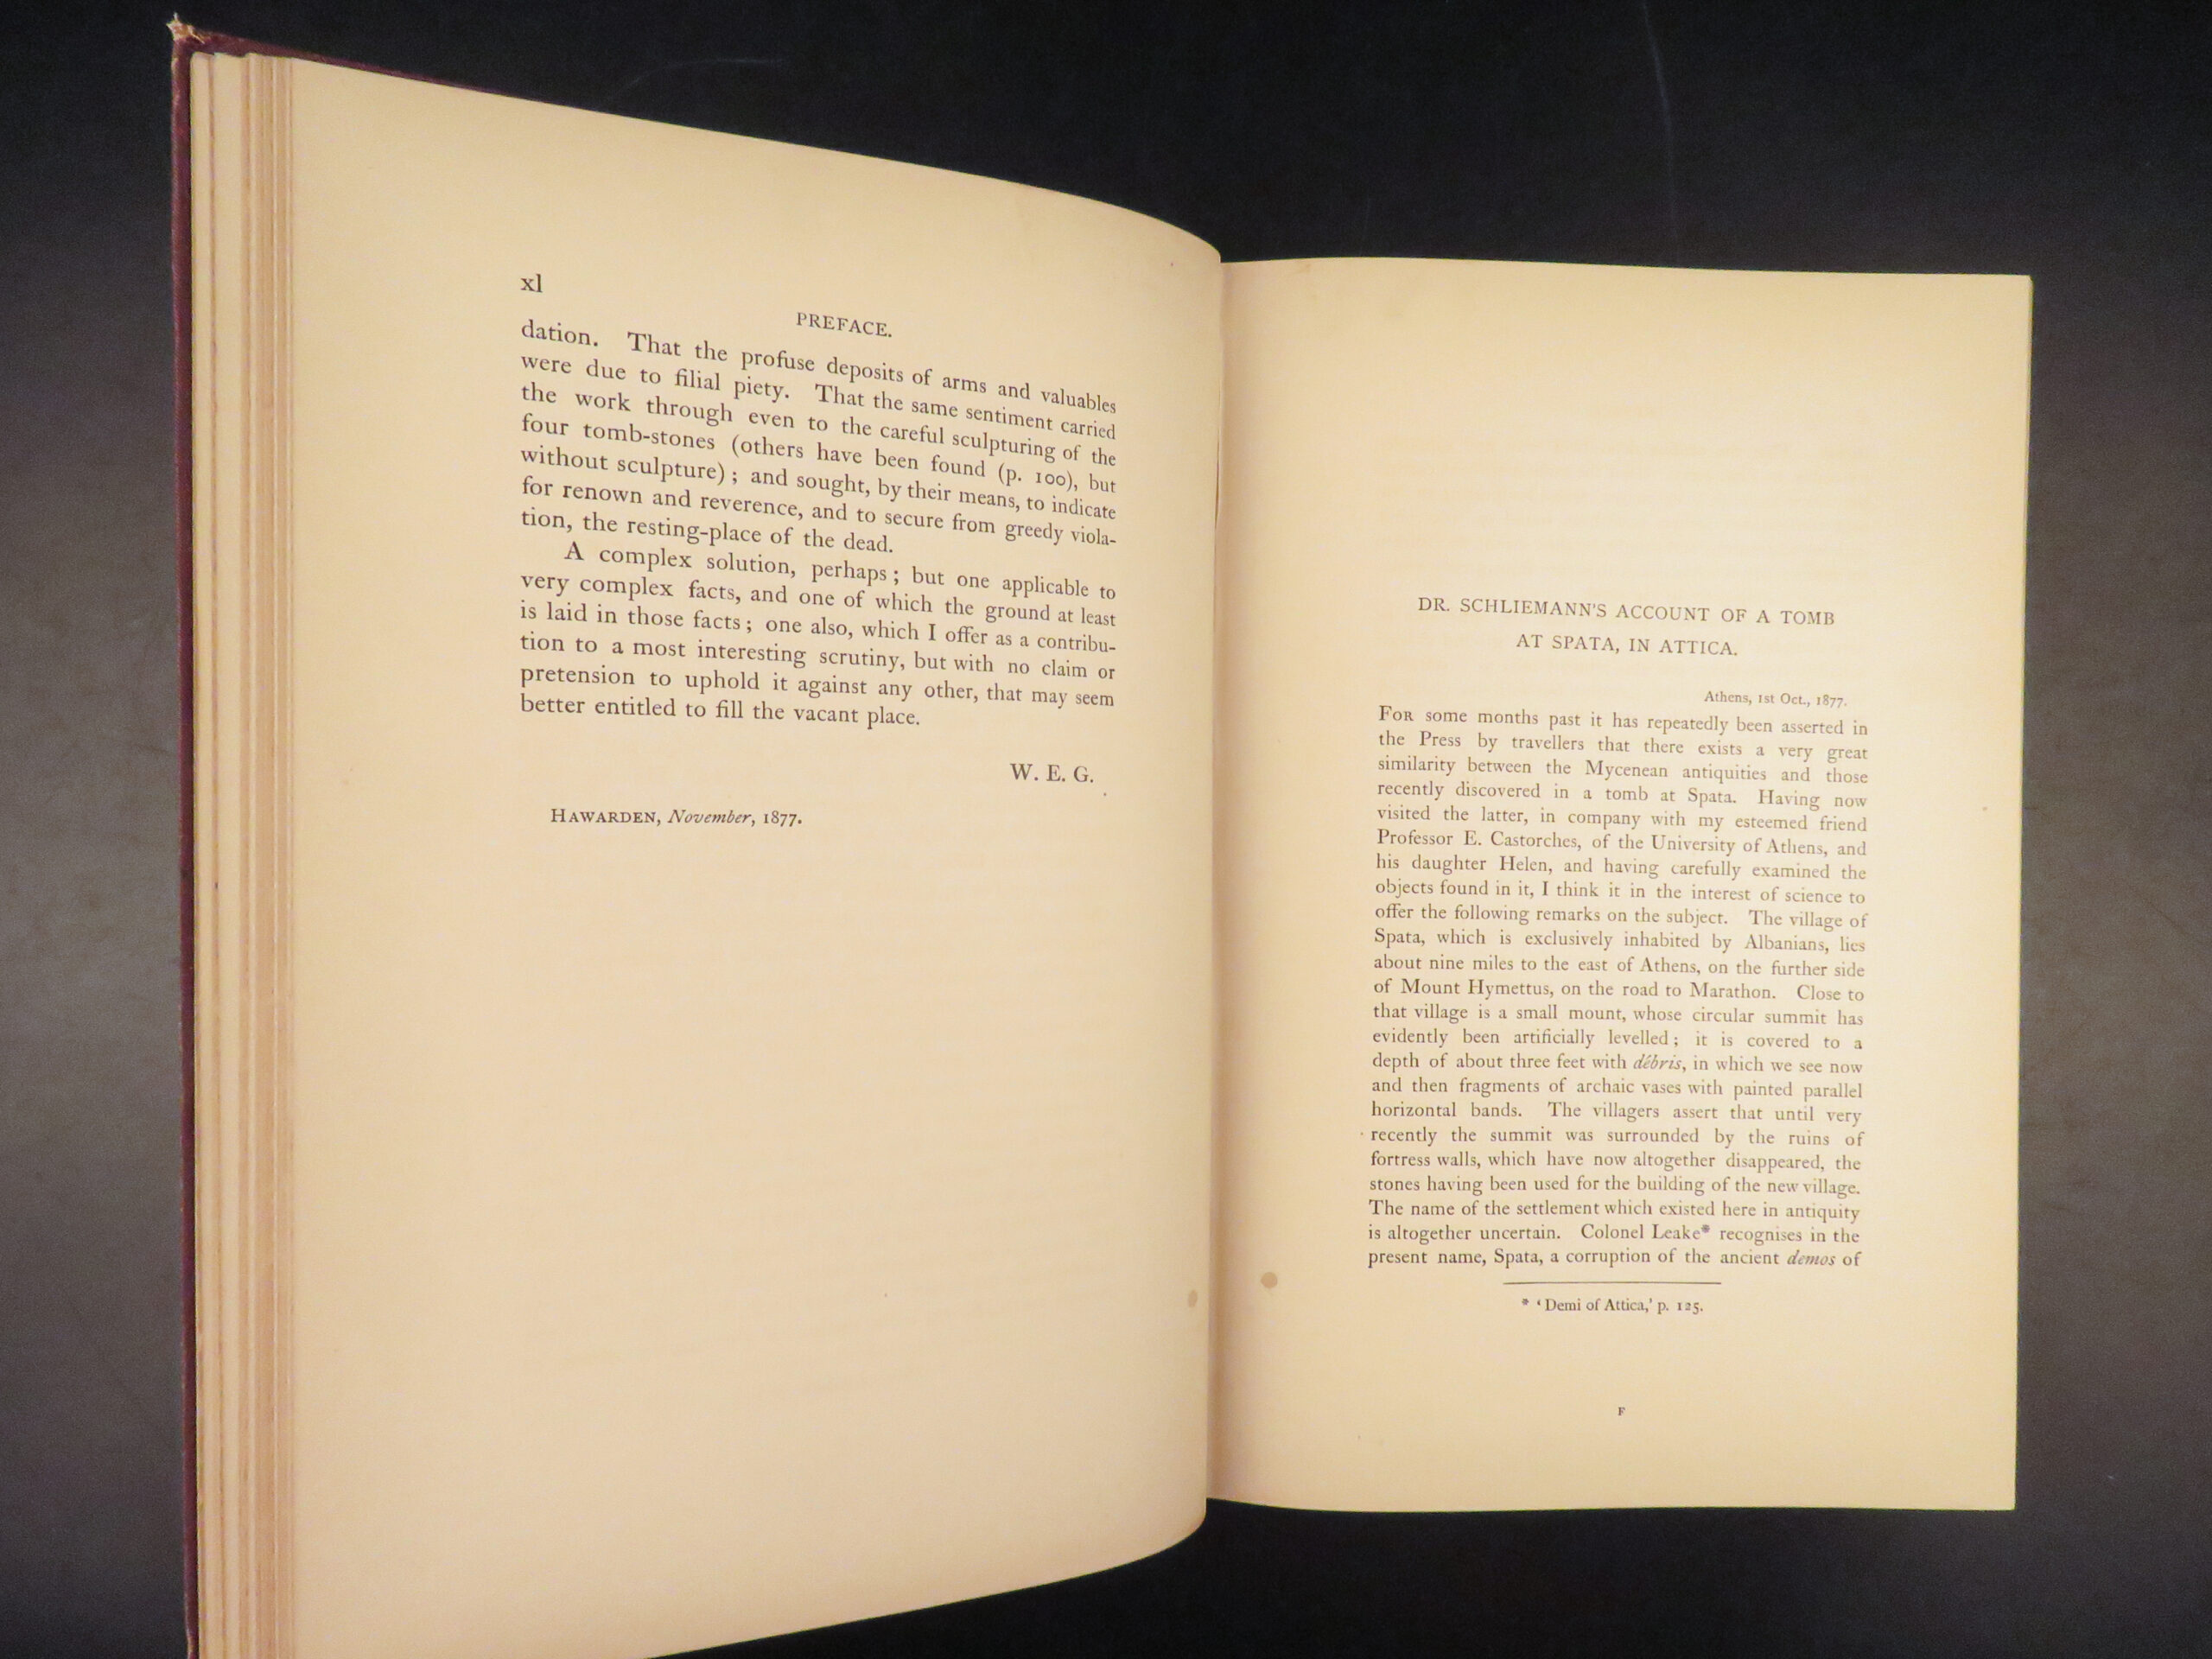 xl
PREFACE.
dation. That the profuse deposits of arms and valuables
were due to filial piety. That the same sentiment carried
the work through even to the careful sculpturing of the
four tomb-stones (others have been found (p. 100), but
without sculpture); and sought, by their means, to indicate
for renown and reverence, and to secure from greedy viola-
tion, the resting-place of the dead.
A complex solution, perhaps; but one applicable to
very complex facts, and one of which the ground at least
is laid in those facts; one also, which I offer as a contribu-
tion to a most interesting scrutiny, but with no claim or
pretension to uphold it against any other, that may seem
better entitled to fill the vacant place.
W. E. G.
HAWARDEN, November, 1877.
DR. SCHLIEMANN'S ACCOUNT OF A TOMB
AT SPATA, IN ATTICA.
Athens, 1st Oct., 1877.
FOR some months past it has repeatedly been asserted in
the Press by travellers that there exists a very great
similarity between the Mycenean antiquities and those
recently discovered in a tomb at Spata. Having now
visited the latter, in company with my esteemed friend
Professor E. Castorches, of the University of Athens, and
his daughter Helen, and having carefully examined the
objects found in it, I think it in the interest of science to
offer the following remarks on the subject. The village of
Spata, which is exclusively inhabited by Albanians, lies
about nine miles to the east of Athens, on the further side
of Mount Hymettus, on the road to Marathon. Close to
that village is a small mount, whose circular summit has
evidently been artificially levelled; it is covered to a
depth of about three feet with débris, in which we see now
and then fragments of archaic vases with painted parallel
horizontal bands. The villagers assert that until very
recently the summit was surrounded by the ruins of
fortress walls, which have now altogether disappeared, the
stones having been used for the building of the new village.
The name of the settlement which existed here in antiquity
is altogether uncertain. Colonel Leake* recognises in the
present name, Spata, a corruption of the ancient demos of
* 'Demi of Attica,' p. 125.
F